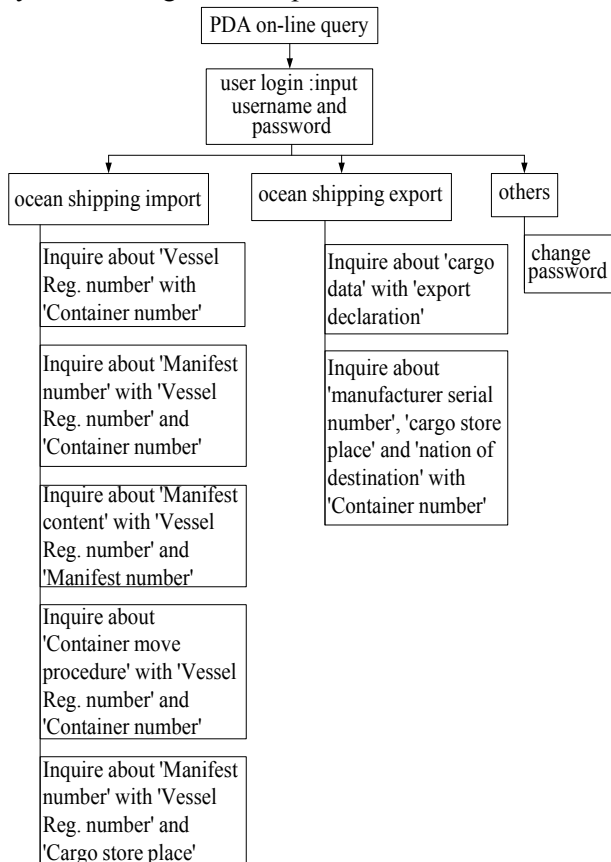 PDA on-line query
user login :input
username and
password
ocean shipping import
ocean shipping export
others
Inquire about 'Vessel
Reg. number' with
'Container number'
Inquire about 'Manifest
number' with 'Vessel
Reg. number' and
'Container number'
Inquire about 'Manifest
content' with 'Vessel
Reg. number' and
'Manifest number'
Inquire about
'Container move
procedure' with 'Vessel
Reg. number' and
'Container number'
Inquire about 'Manifest
number' with 'Vessel
Reg. number' and
'Cargo store place'
Inquire about 'cargo
data' with 'export
declaration'
Inquire about
'manufacturer serial
number', 'cargo store
place' and 'nation of
destination' with
'Container number'
change
password